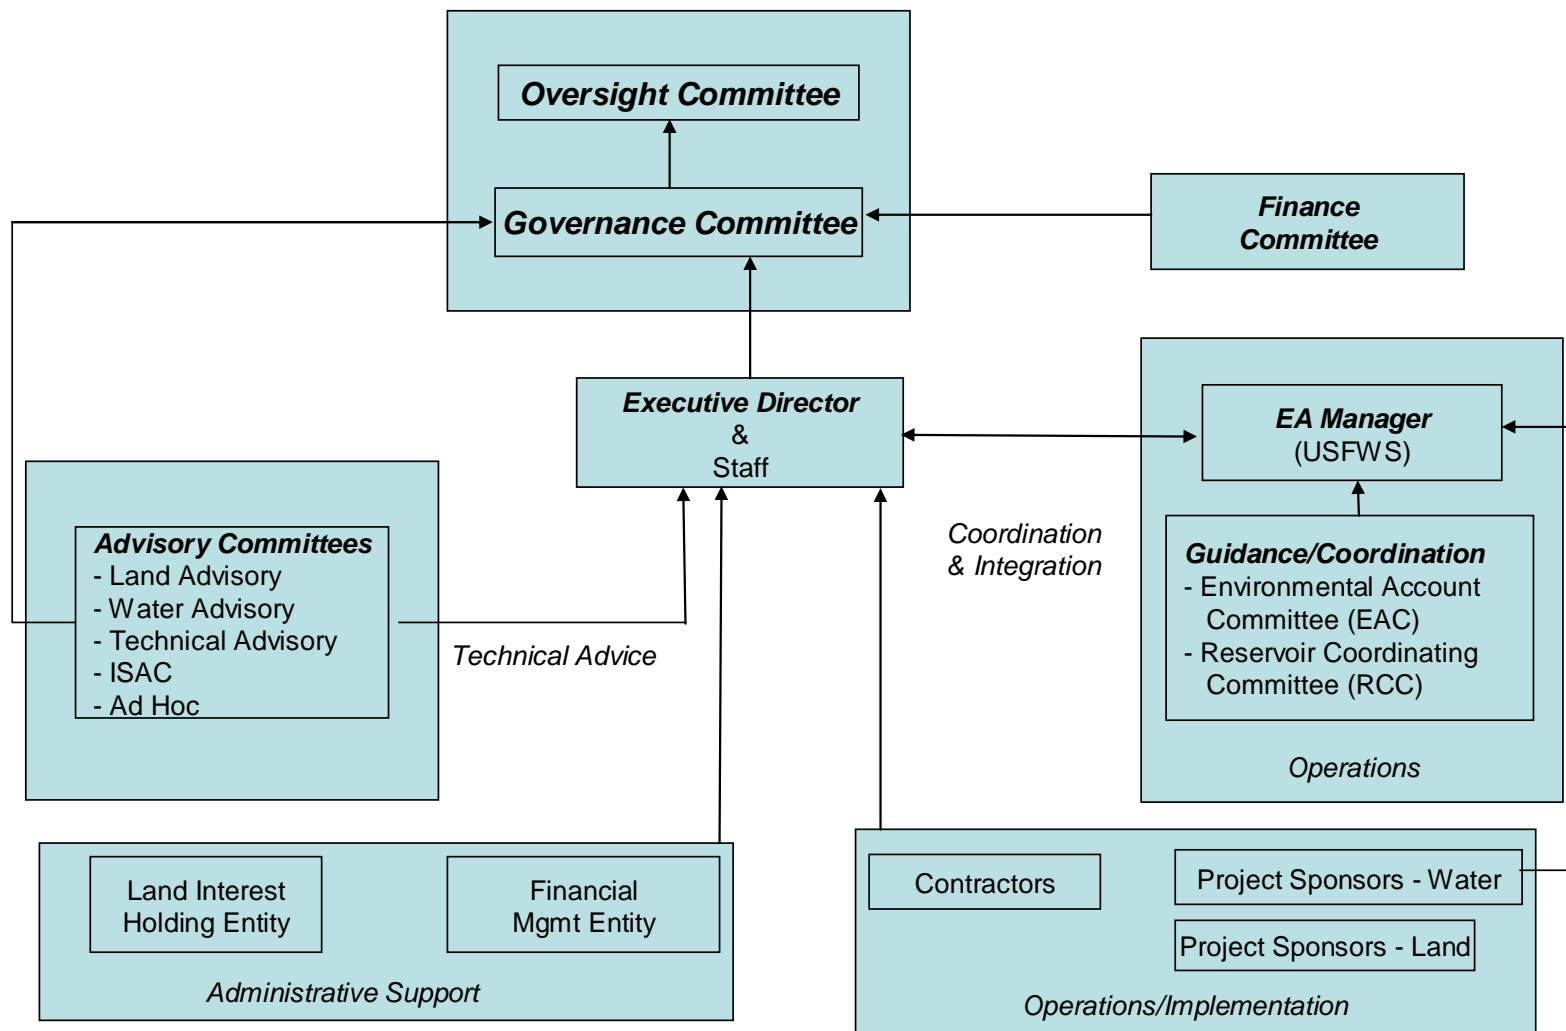 Oversight Committee
Governance Committee
Finance
Committee
Executive Director
&
Staff
EA Manager
(USFWS)
Coordination
& Integration
Guidance/Coordination
- Environmental Account
Committee (EAC)
- Reservoir Coordinating
Committee (RCC)
Operations
Advisory Committees
- Land Advisory
- Water Advisory
- Technical Advisory
- ISAC
- Ad Hoc
Technical Advice
Land Interest
Holding Entity
Financial
Mgmt Entity
Administrative Support
Contractors
Project Sponsors - Water
Project Sponsors - Land
Operations/Implementation